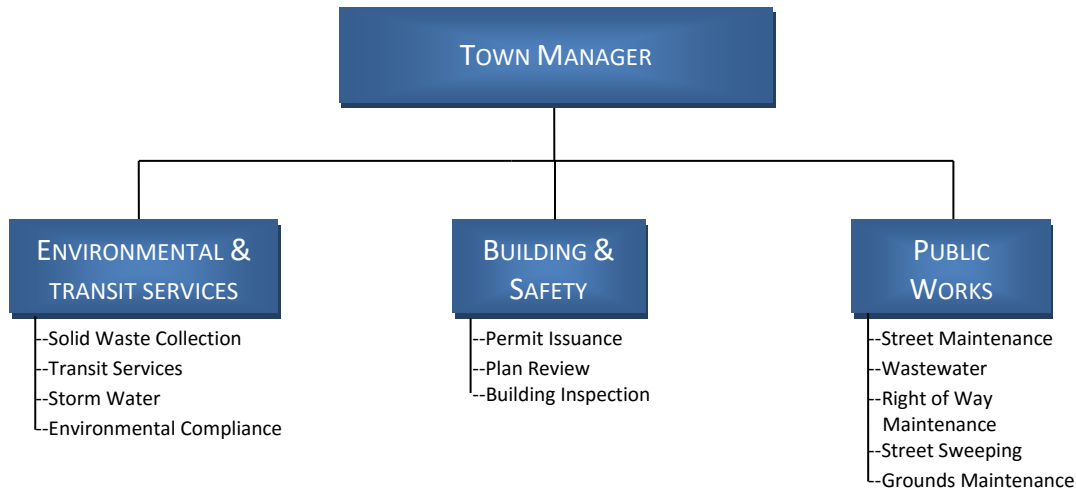 TOWN MANAGER
ENVIRONMENTAL &
TRANSIT SERVICES
--Solid Waste Collection
--Transit Services
--Storm Water
--Environmental Compliance
BUILDING &
SAFETY
--Permit Issuance
--Plan Review
--Building Inspection
PUBLIC
WORKS
--Street Maintenance
--Wastewater
--Right of Way
Maintenance
--Street Sweeping
--Grounds Maintenance